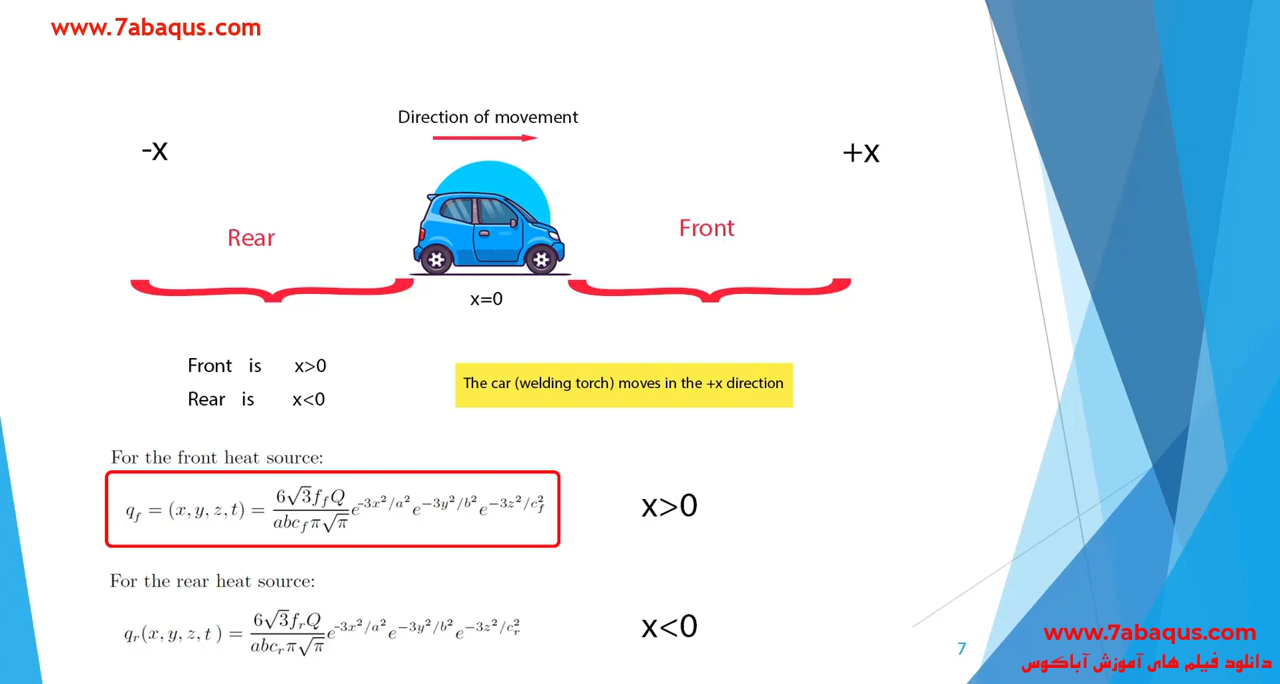 www.7abaqus.com
Direction of movement
-X
+X
Rear
Front
x=0
Front is x>0
Rear is x<0
The car (welding torch) moves in the +x direction
For the front heat source:
q_f = (x, y, z, t) = \frac{6\sqrt{3} f_f Q}{abc_f π\sqrt{π}} e^{-3x^2/a^2} e^{-3y^2/b^2} e^{-3z^2/c_f^2}
x>0
For the rear heat source:
q_r(x, y, z, t ) = \frac{6\sqrt{3} f_r Q}{abc_r π\sqrt{π}} e^{-3x^2/a^2} e^{-3y^2/b^2} e^{-3z^2/c_r^2}
x<0
7
www.7abaqus.com
دانلود فیلم های آموزش آباکوس